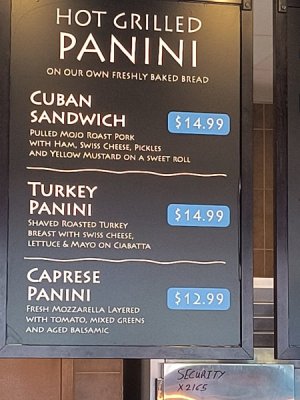 HOT GRILLED
PANINI
ON OUR OWN FRESHLY BAKED BREAD
CUBAN
SANDWICH
$14.99
PULLED MOJO ROAST PORK
WITH HAM, SWISS CHEESE, PICKLES
AND YELLOW MUSTARD ON A SWEET ROLL
TURKEY
PANINI
$14.99
SHAVED ROASTED TURKEY
BREAST WITH SWISS CHEESE,
LETTUCE & MAYO ON CIABATTA
CAPRESE
PANINI
$12.99
FRESH MOZZARELLA LAYERED
WITH TOMATO, MIXED GREENS
AND AGED BALSAMIC
SECURITY
X2165